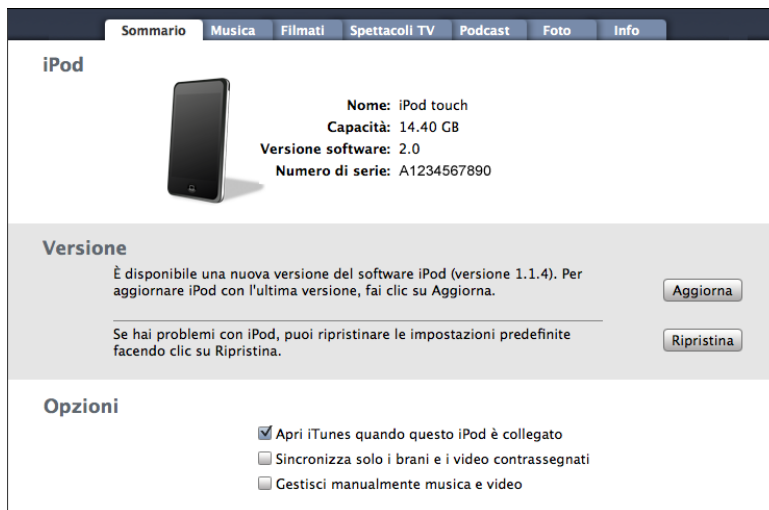 Sommario Musica Filmati Spettacoli TV Podcast Foto Info
iPod
Nome: iPod touch
Capacità: 14.40 GB
Versione software: 2.0
Numero di serie: A1234567890
Versione
È disponibile una nuova versione del software iPod (versione 1.1.4). Per
aggiornare iPod con l'ultima versione, fai clic su Aggiorna.
Aggiorna
Se hai problemi con iPod, puoi ripristinare le impostazioni predefinite
facendo clic su Ripristina.
Ripristina
Opzioni
Apri iTunes quando questo iPod è collegato
Sincronizza solo i brani e i video contrassegnati
Gestisci manualmente musica e video